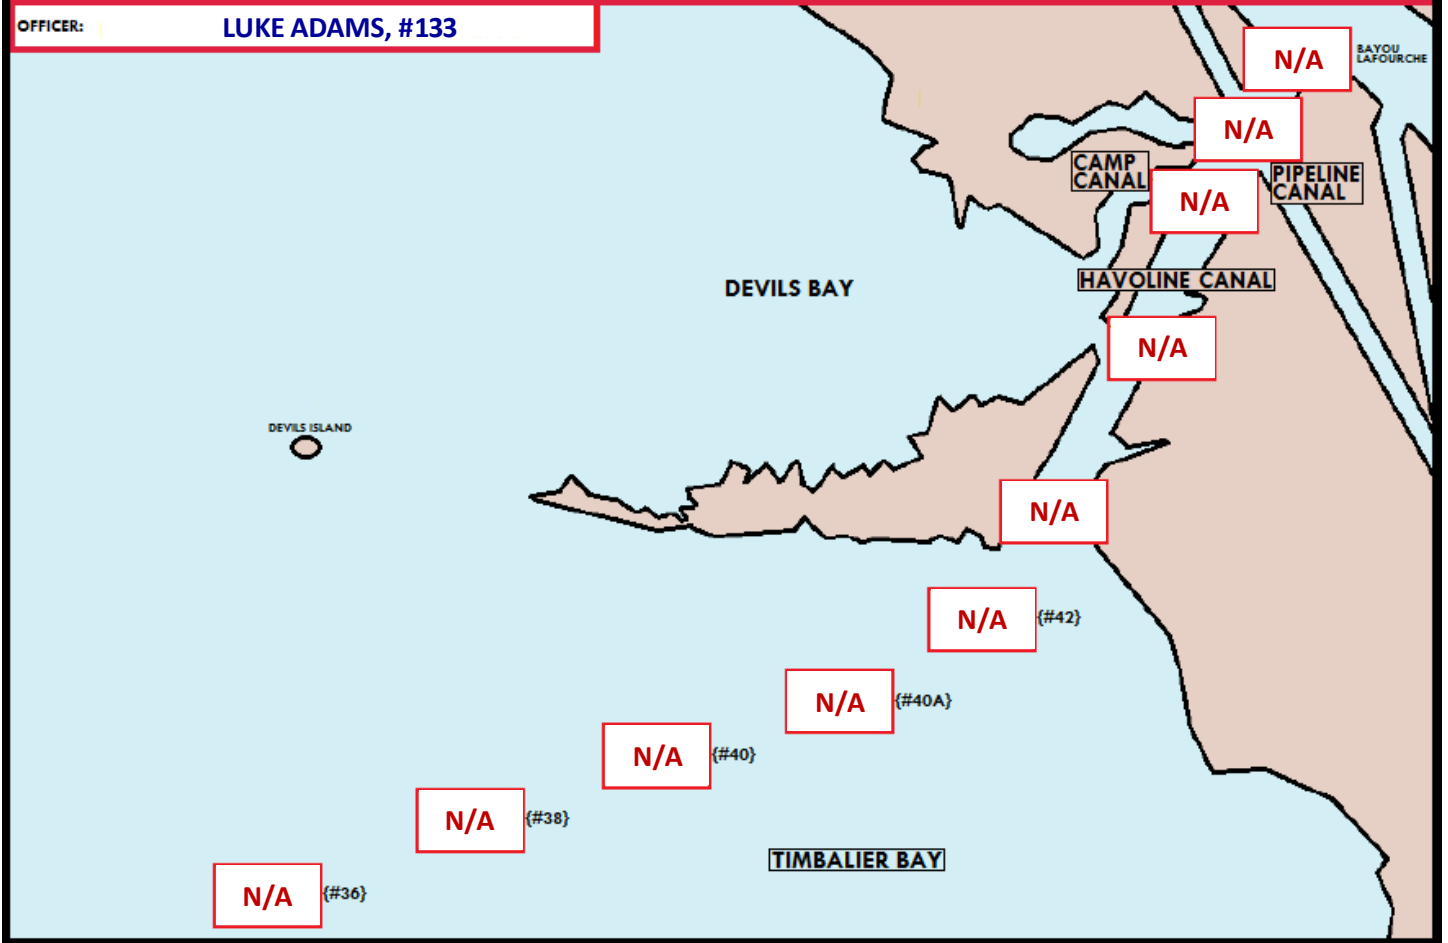 OFFICER: LUKE ADAMS, #133
N/A
BAYOU
LAFOURCHE
N/A
CAMP
CANAL
PIPELINE
CANAL
N/A
HAVOLINE CANAL
DEVILS BAY
N/A
DEVILS ISLAND
N/A
N/A {#42}
N/A {#40A}
N/A {#40}
N/A {#38}
TIMBALIER BAY
N/A {#36}